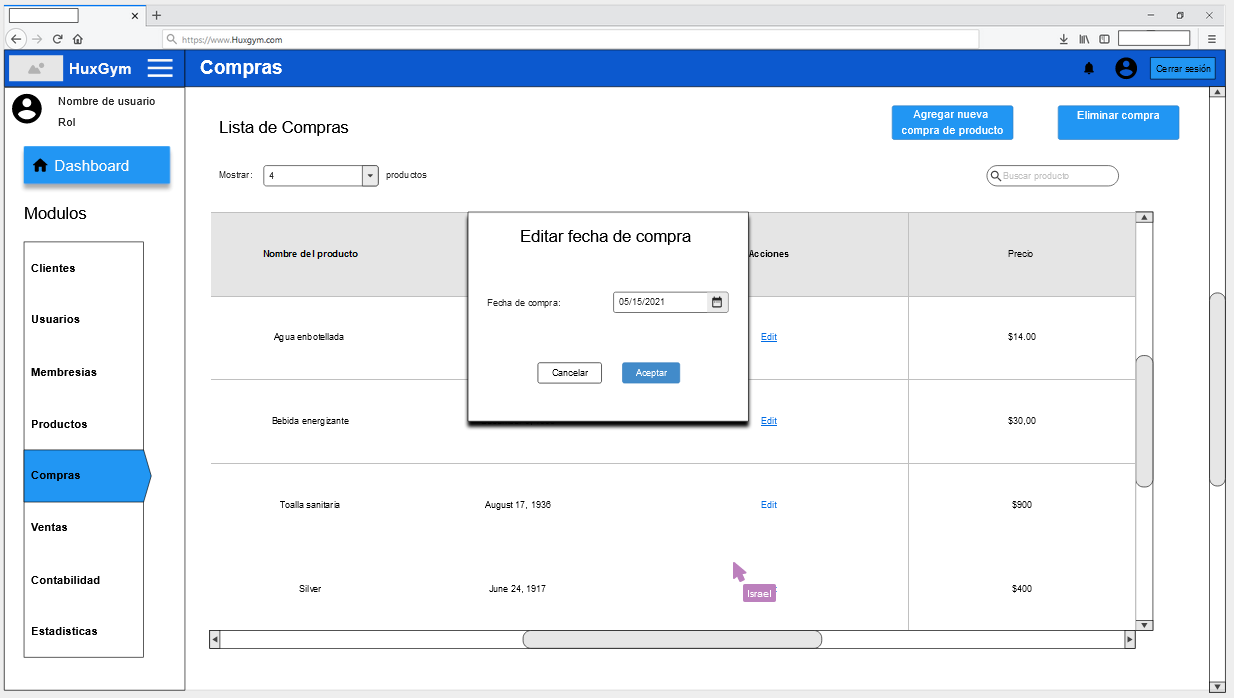 https://www.Huxgym.com
HuxGym
Compras
Cerrar sesión
Nombre de usuario
Rol
Dashboard
Modulos
Clientes
Usuarios
Membresias
Productos
Compras
Ventas
Contabilidad
Estadisticas
Lista de Compras
Agregar nueva
compra de producto
Eliminar compra
Mostrar: 4 productos
Buscar producto
Nombre del producto Acciones Precio
Agua enbotellada Edit $14.00
Bebida energizante Edit $30,00
Toalla sanitaria August 17, 1936 Edit $900
Silver June 24, 1917 $400
Editar fecha de compra
Fecha de compra: 05/15/2021
Cancelar Aceptar
Israel